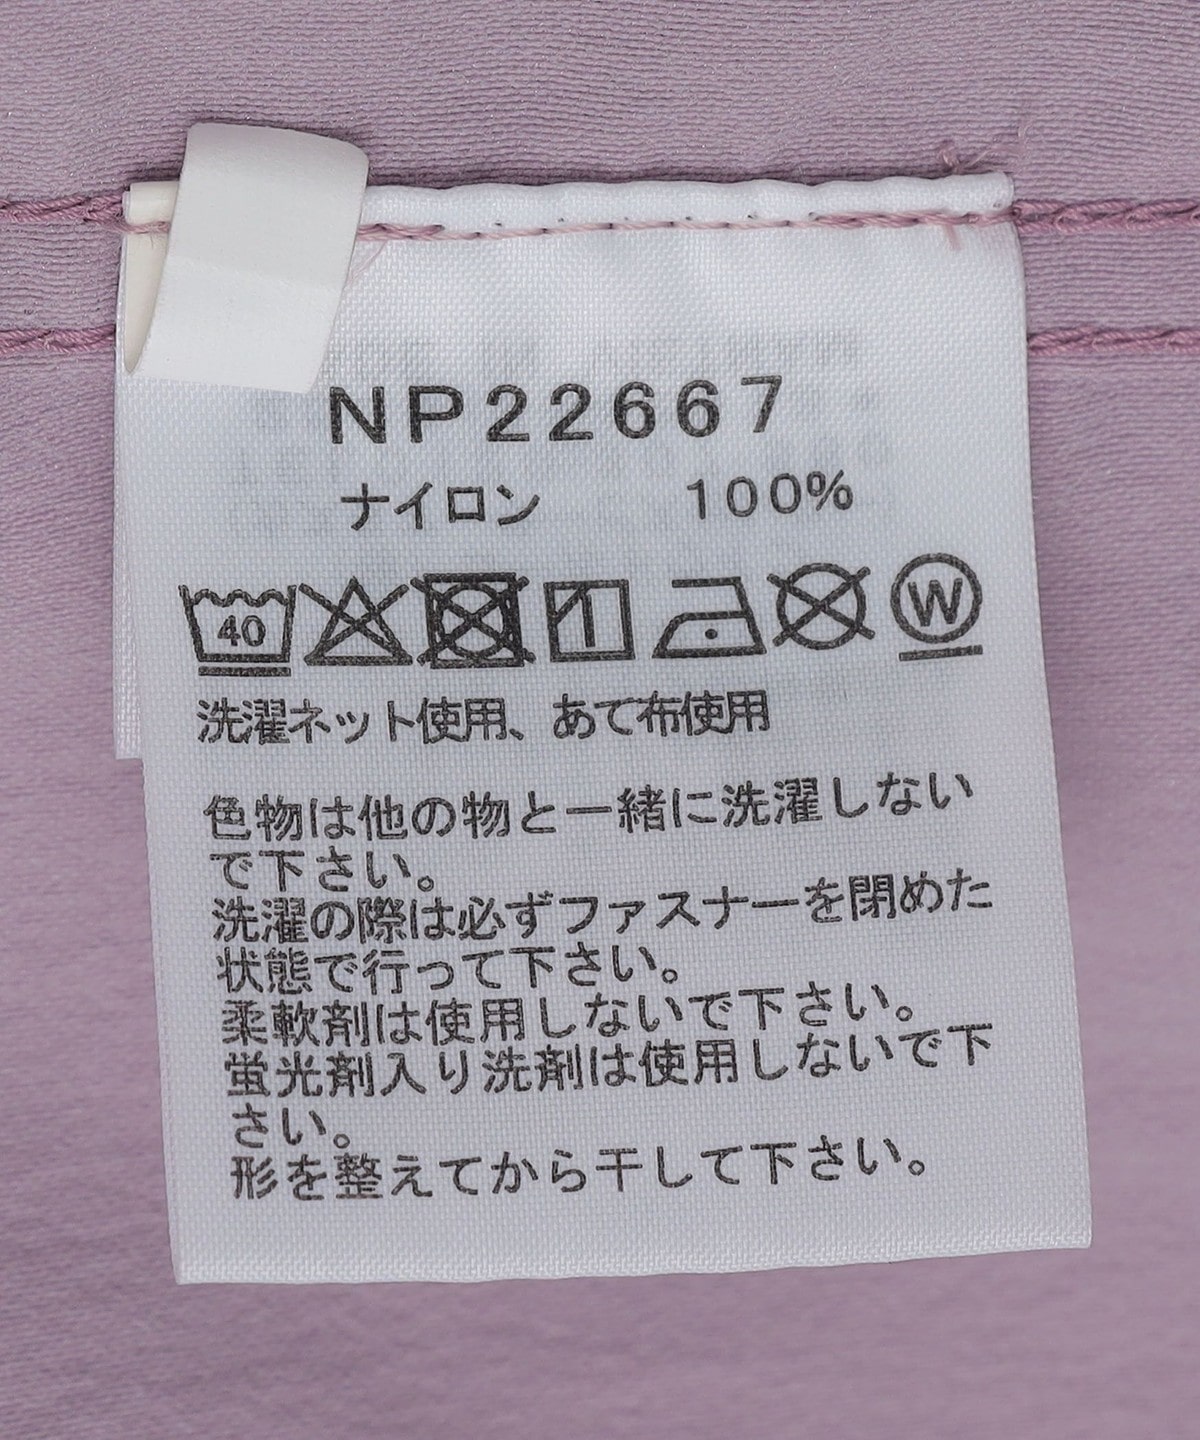 NP22667
ナイロン 100%
40 W
洗濯ネット使用、あて布使用
色物は他の物と一緒に洗濯しない
で下さい。
洗濯の際は必ずファスナーを閉めた
状態で行って下さい。
柔軟剤は使用しないで下さい。
蛍光剤入り洗剤は使用しないで下
さい。
形を整えてから干して下さい。